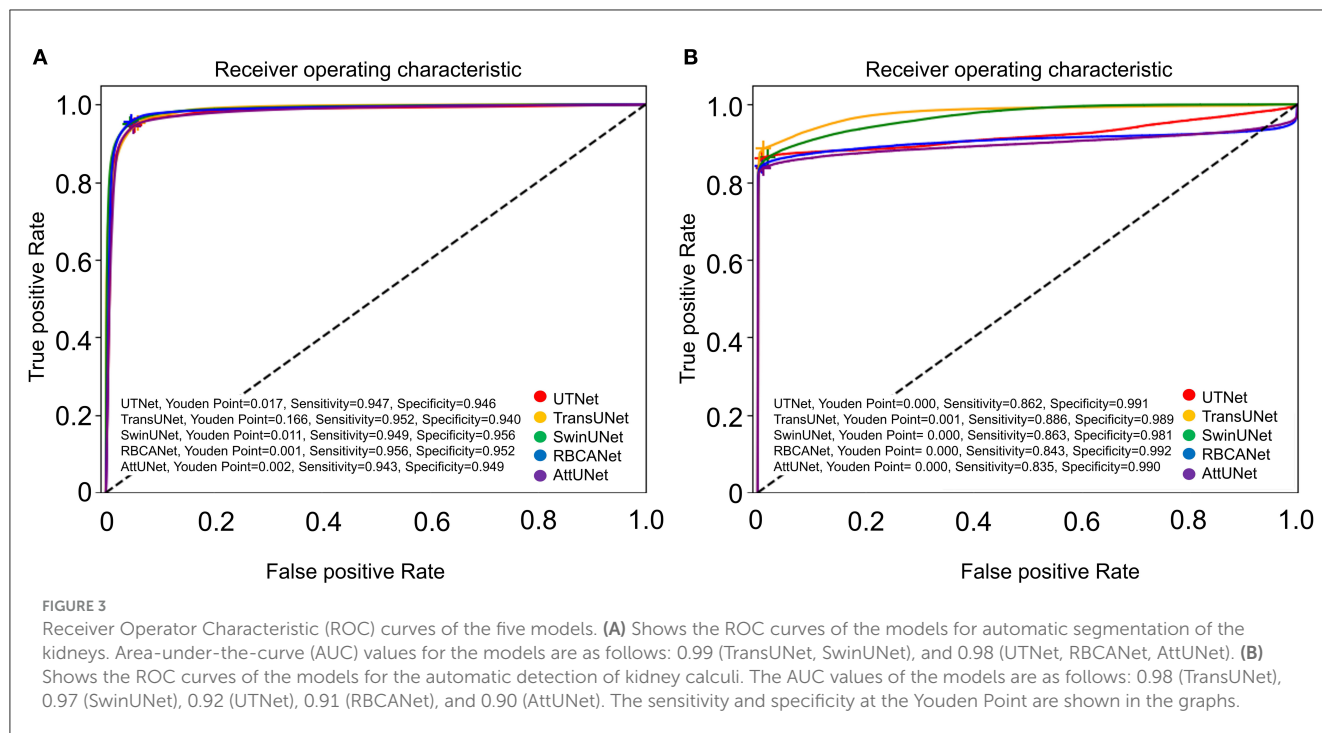 A
Receiver operating characteristic
True positive Rate
1.0
0.8
0.6
0.4
0.2
0
UTNet, Youden Point=0.017, Sensitivity=0.947, Specificity=0.946
TransUNet, Youden Point=0.166, Sensitivity=0.952, Specificity=0.940
SwinUNet, Youden Point=0.011, Sensitivity=0.949, Specificity=0.956
RBCANet, Youden Point=0.001, Sensitivity=0.956, Specificity=0.952
AttUNet, Youden Point=0.002, Sensitivity=0.943, Specificity=0.949
UTNet
TransUNet
SwinUNet
RBCANet
AttUNet
0 0.2 0.4 0.6 0.8 1.0
False positive Rate
B
Receiver operating characteristic
True positive Rate
1.0
0.8
0.6
0.4
0.2
0
UTNet, Youden Point=0.000, Sensitivity=0.862, Specificity=0.991
TransUNet, Youden Point=0.001, Sensitivity=0.886, Specificity=0.989
SwinUNet, Youden Point= 0.000, Sensitivity=0.863, Specificity=0.981
RBCANet, Youden Point= 0.000, Sensitivity=0.843, Specificity=0.992
AttUNet, Youden Point= 0.000, Sensitivity=0.835, Specificity=0.990
UTNet
TransUNet
SwinUNet
RBCANet
AttUNet
0 0.2 0.4 0.6 0.8 1.0
False positive Rate
FIGURE 3
Receiver Operator Characteristic (ROC) curves of the five models. (A) Shows the ROC curves of the models for automatic segmentation of the
kidneys. Area-under-the-curve (AUC) values for the models are as follows: 0.99 (TransUNet, SwinUNet), and 0.98 (UTNet, RBCANet, AttUNet). (B)
Shows the ROC curves of the models for the automatic detection of kidney calculi. The AUC values of the models are as follows: 0.98 (TransUNet),
0.97 (SwinUNet), 0.92 (UTNet), 0.91 (RBCANet), and 0.90 (AttUNet). The sensitivity and specificity at the Youden Point are shown in the graphs.